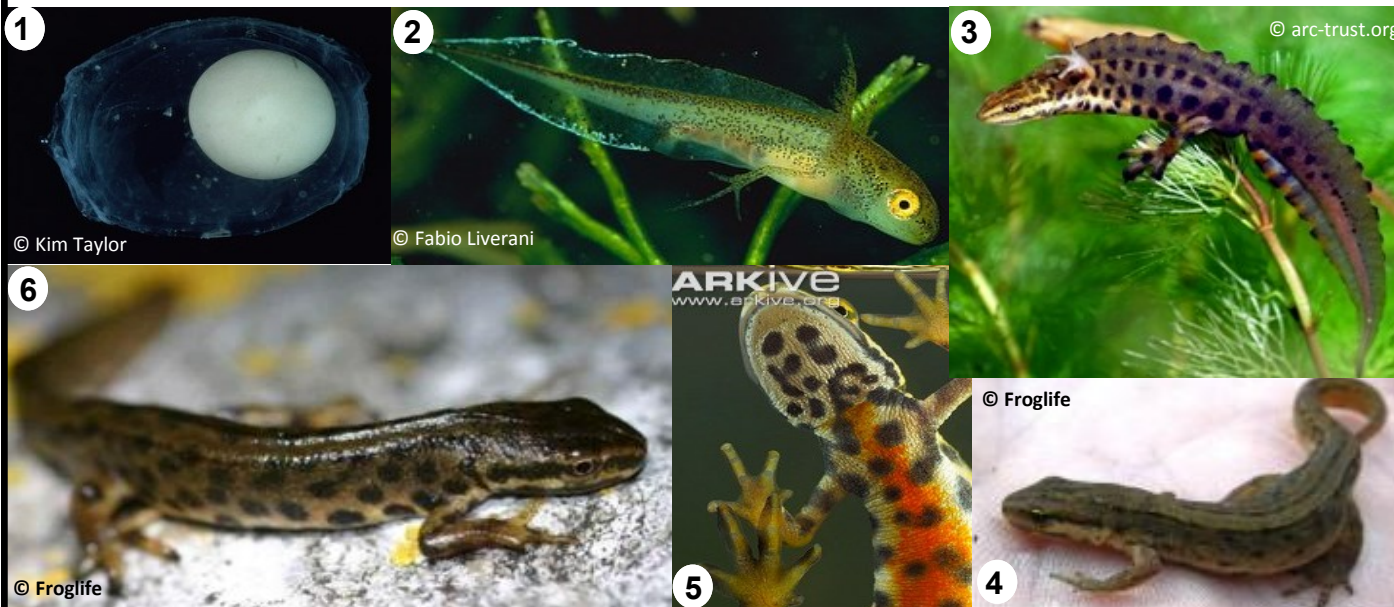 1
© Kim Taylor
2
© Fabio Liverani
3
© arc-trust.org
6
© Froglife
ARKive
www.arkive.org
5
© Froglife
4